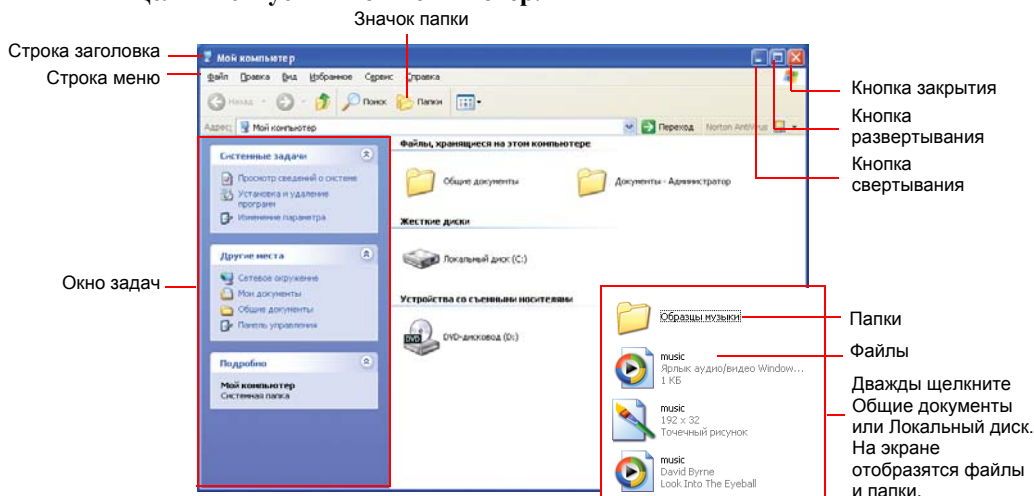 Значок папки
Строка заголовка
Строка меню
Окно задач
Мой компьютер
Файл Правка Вид Избранное Сервис Справка
Назад Поиск Папки
Адрес: Мой компьютер Переход Norton AntiVirus
Системные задачи
Просмотр сведений о системе
Установка и удаление
программ
Изменение параметра
Другие места
Сетевое окружение
Мои документы
Общие документы
Панель управления
Подробно
Мой компьютер
Системная папка
Файлы, хранящиеся на этом компьютере
Общие документы
Документы - Администратор
Жесткие диски
Локальный диск (C:)
Устройства со съемными носителями
DVD
DVD-дисковод (D:)
Образцы музыки
music
Ярлык аудио/видео Window...
1 КБ
music
192 x 32
Точечный рисунок
music
David Byrne
Look Into The Eyeball
Кнопка закрытия
Кнопка
развертывания
Кнопка
свертывания
Папки
Файлы
Дважды щелкните
Общие документы
или Локальный диск.
На экране
отобразятся файлы
и папки.